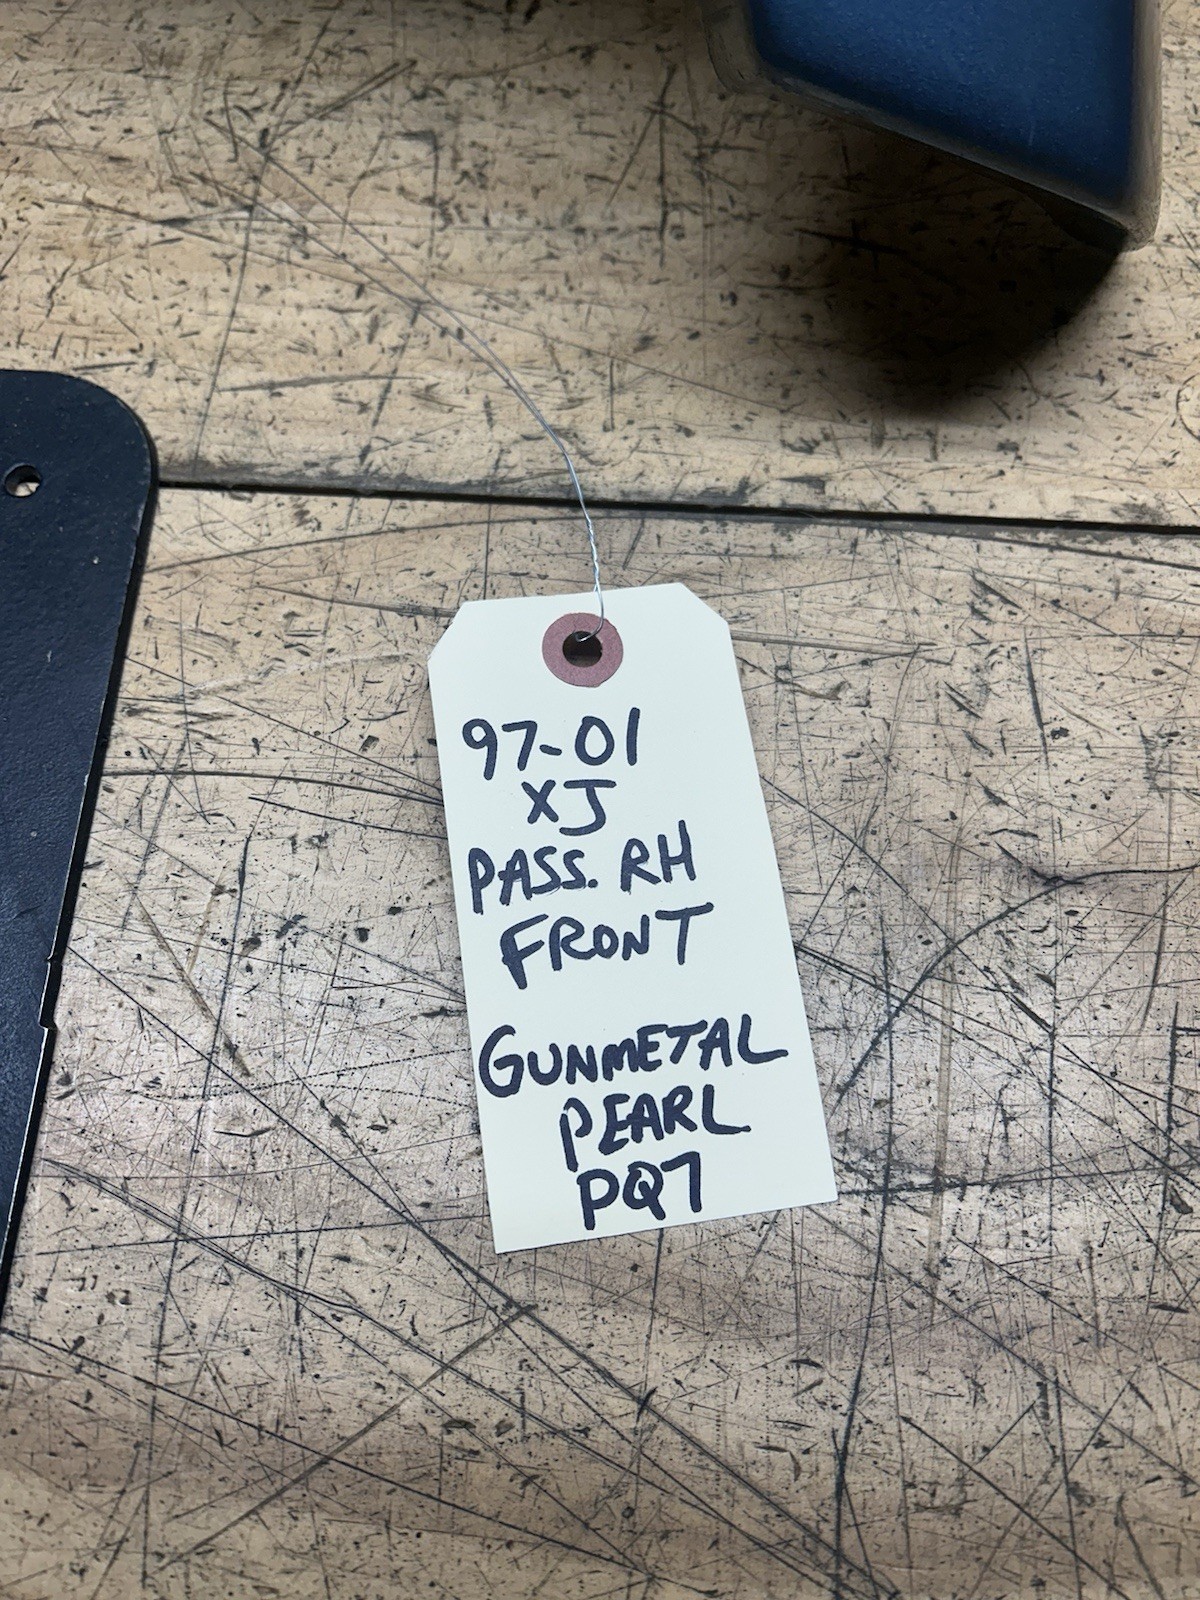 97-01
XJ
PASS. RH
FRONT
GUNMETAL
PEARL
PQ7